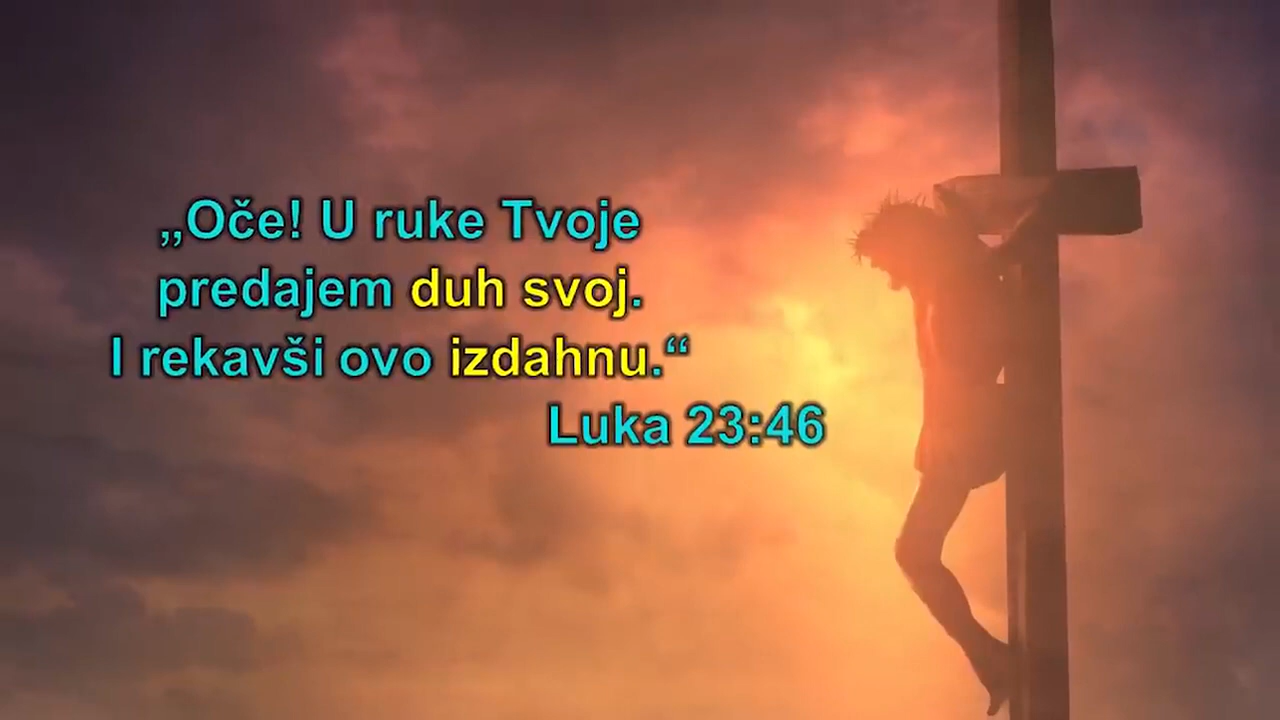 „Oče! U ruke Tvoje
predajem duh svoj.
I rekavši ovo izdahnu.“
Luka 23:46